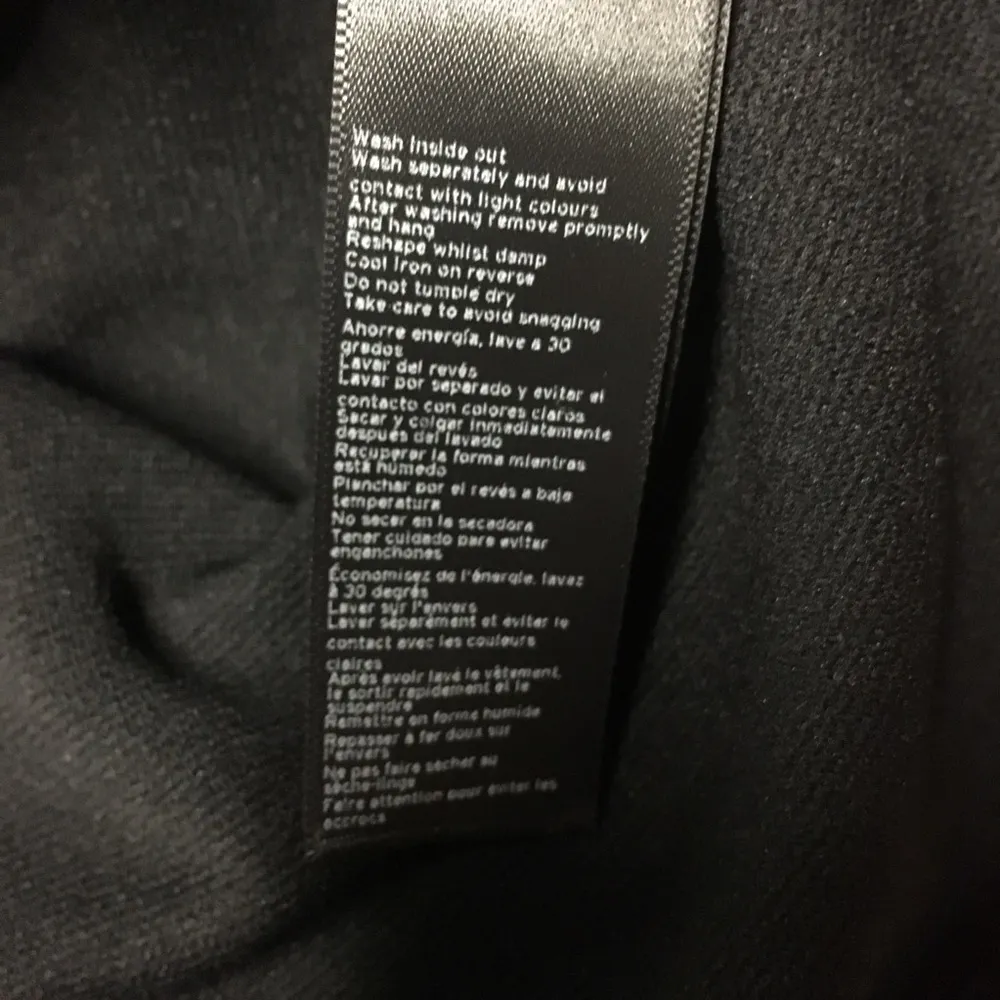 Wash inside out
Wash separately and avoid
contact with light colours
After washing remove promptly
and hang
Reshape whilst damp
Cool iron on reverse
Do not tumble dry
Take care to avoid snagging
Ahorre energía, lave a 30
grados
Lavar del revés
Lavar por separado y evitar el
contacto con colores claros
Sacar y colgar inmediatamente
después del lavado
Recuperar la forma mientras
está húmedo
Planchar por el revés a baja
temperatura
No secar en la secadora
Tener cuidado para evitar
enganchones
Économisez de l'énergie, lavez
à 30 degrés
Laver sur l'envers
Laver séparément et éviter le
contact avec les couleurs
claires
Après avoir lavé le vêtement,
le sortir rapidement et le
suspendre
Remettre en forme humide
Repasser à fer doux sur
l'envers
Ne pas faire sécher au
sèche-linge
Faire attention pour éviter les
accrocs